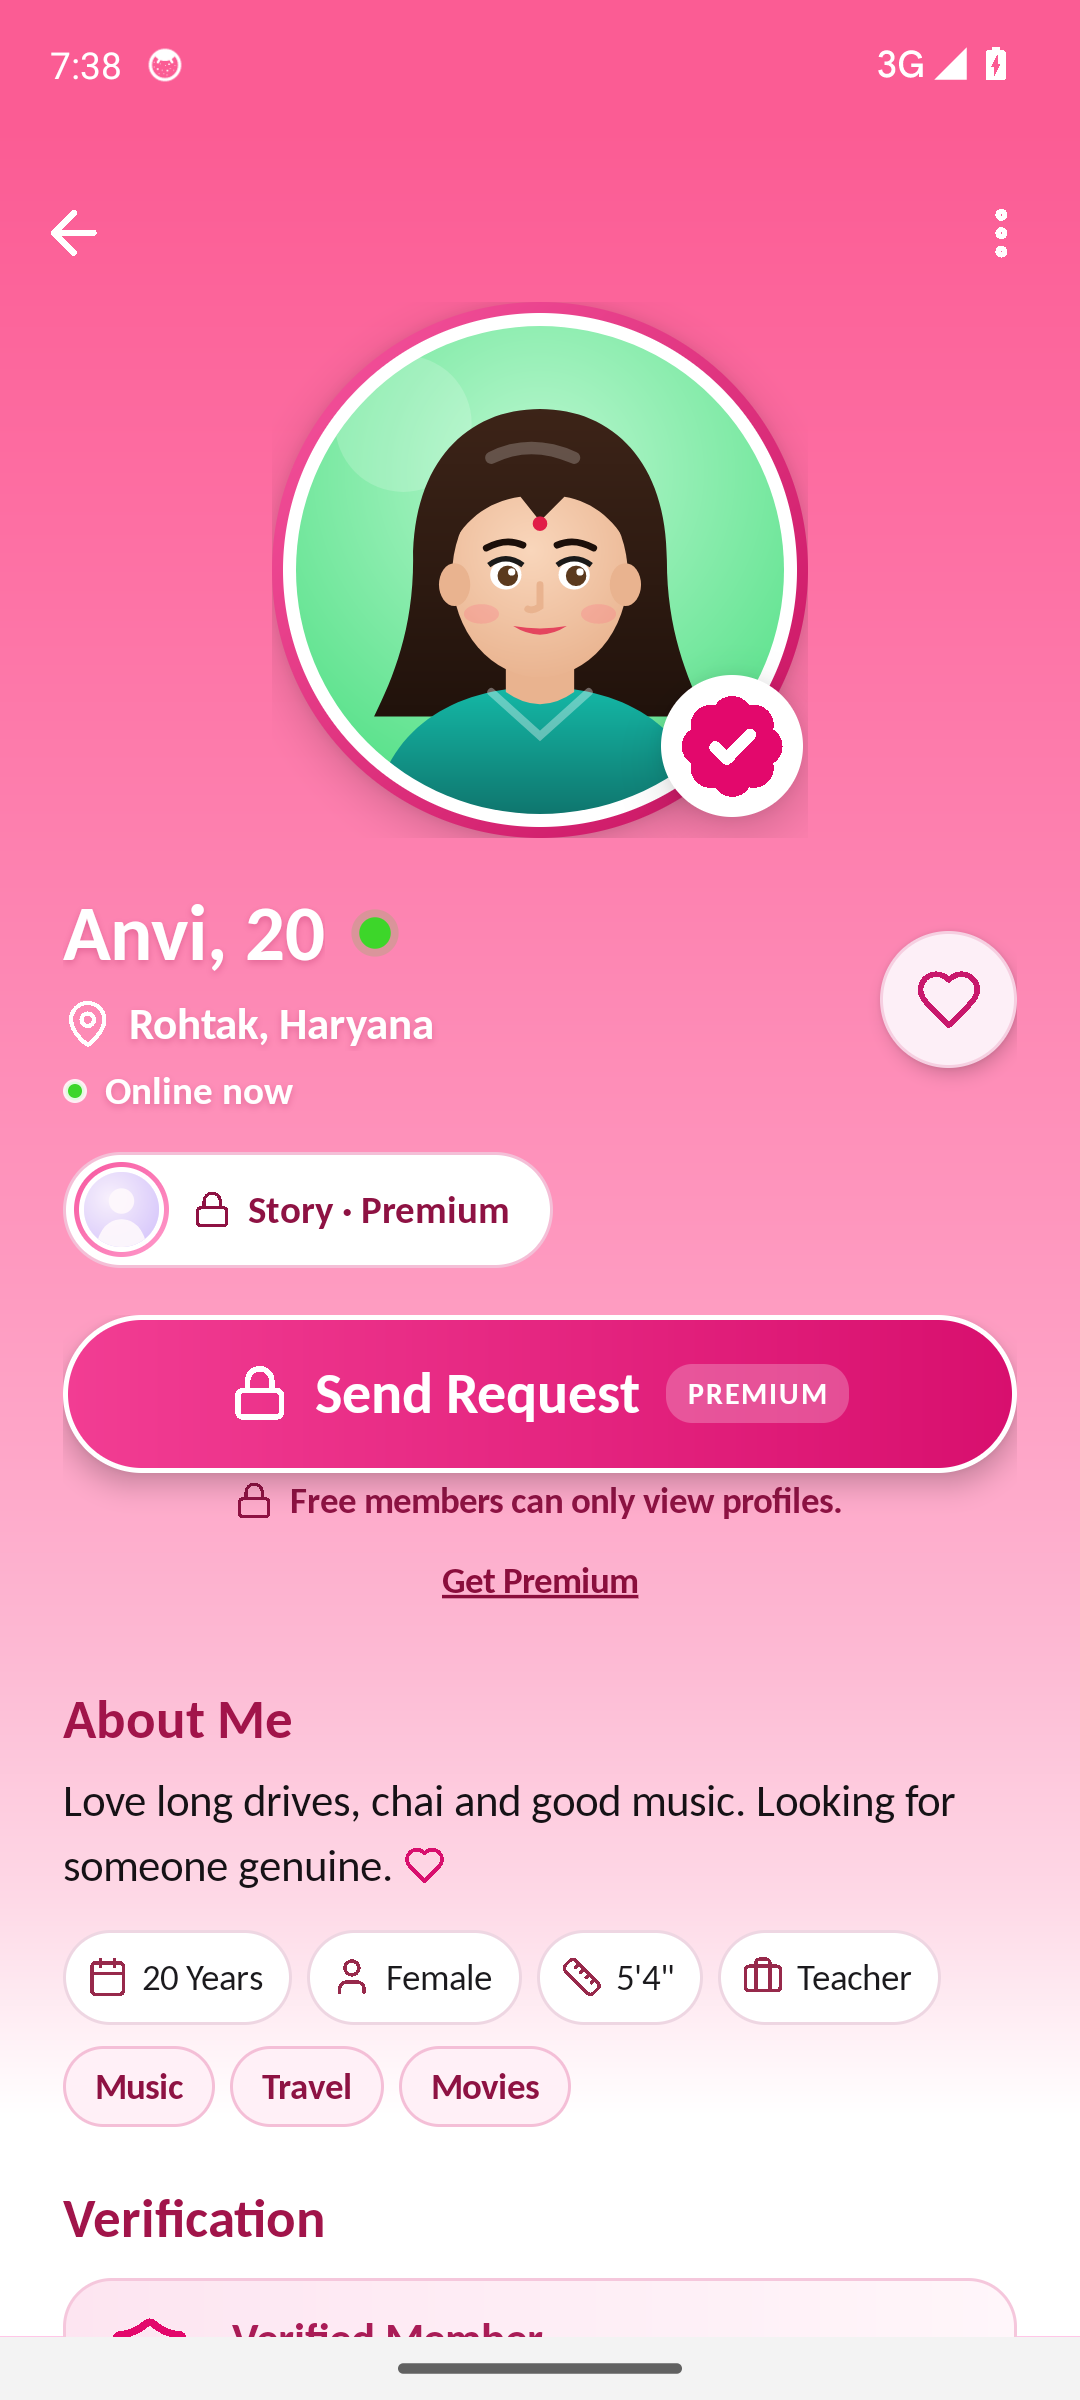 7:38
3G
Anvi, 20
Rohtak, Haryana
Online now
Story · Premium
Send Request PREMIUM
Free members can only view profiles.
Get Premium
About Me
Love long drives, chai and good music. Looking for
someone genuine.
20 Years Female 5'4" Teacher
Music Travel Movies
Verification
Verified Member